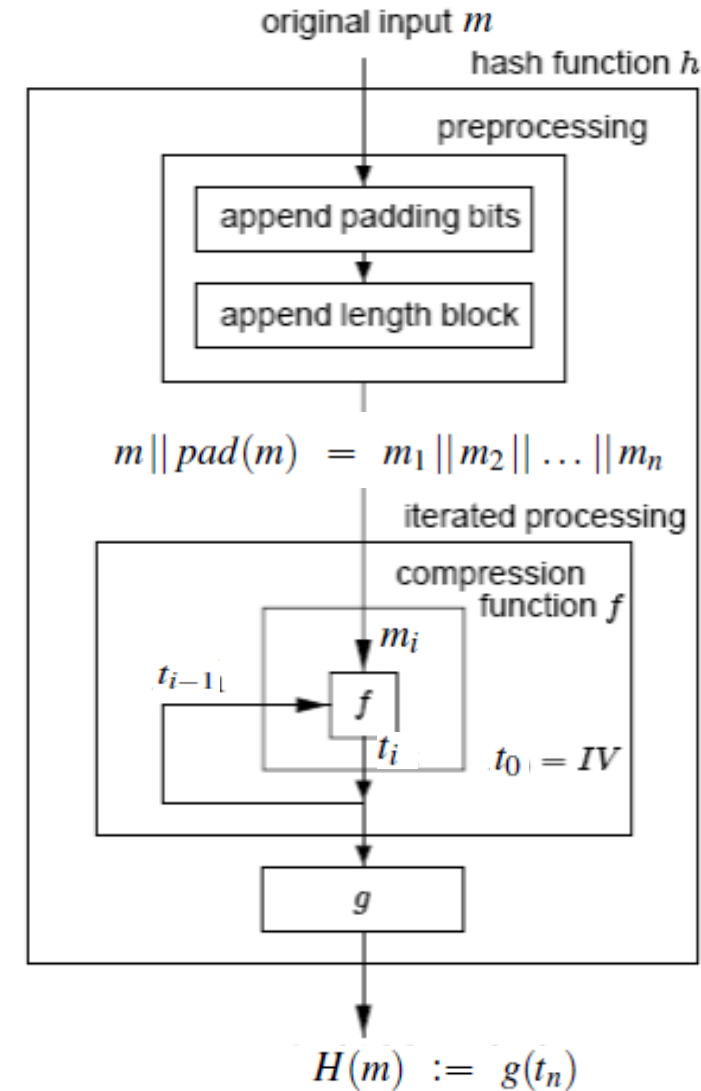 original input m
hash function h
preprocessing
append padding bits
append length block
m || pad(m) = m₁ || m₂ || … || mₙ
iterated processing
compression
function f
mᵢ
tᵢ₋₁
f
tᵢ
t₀ = IV
g
H(m) := g(tₙ)